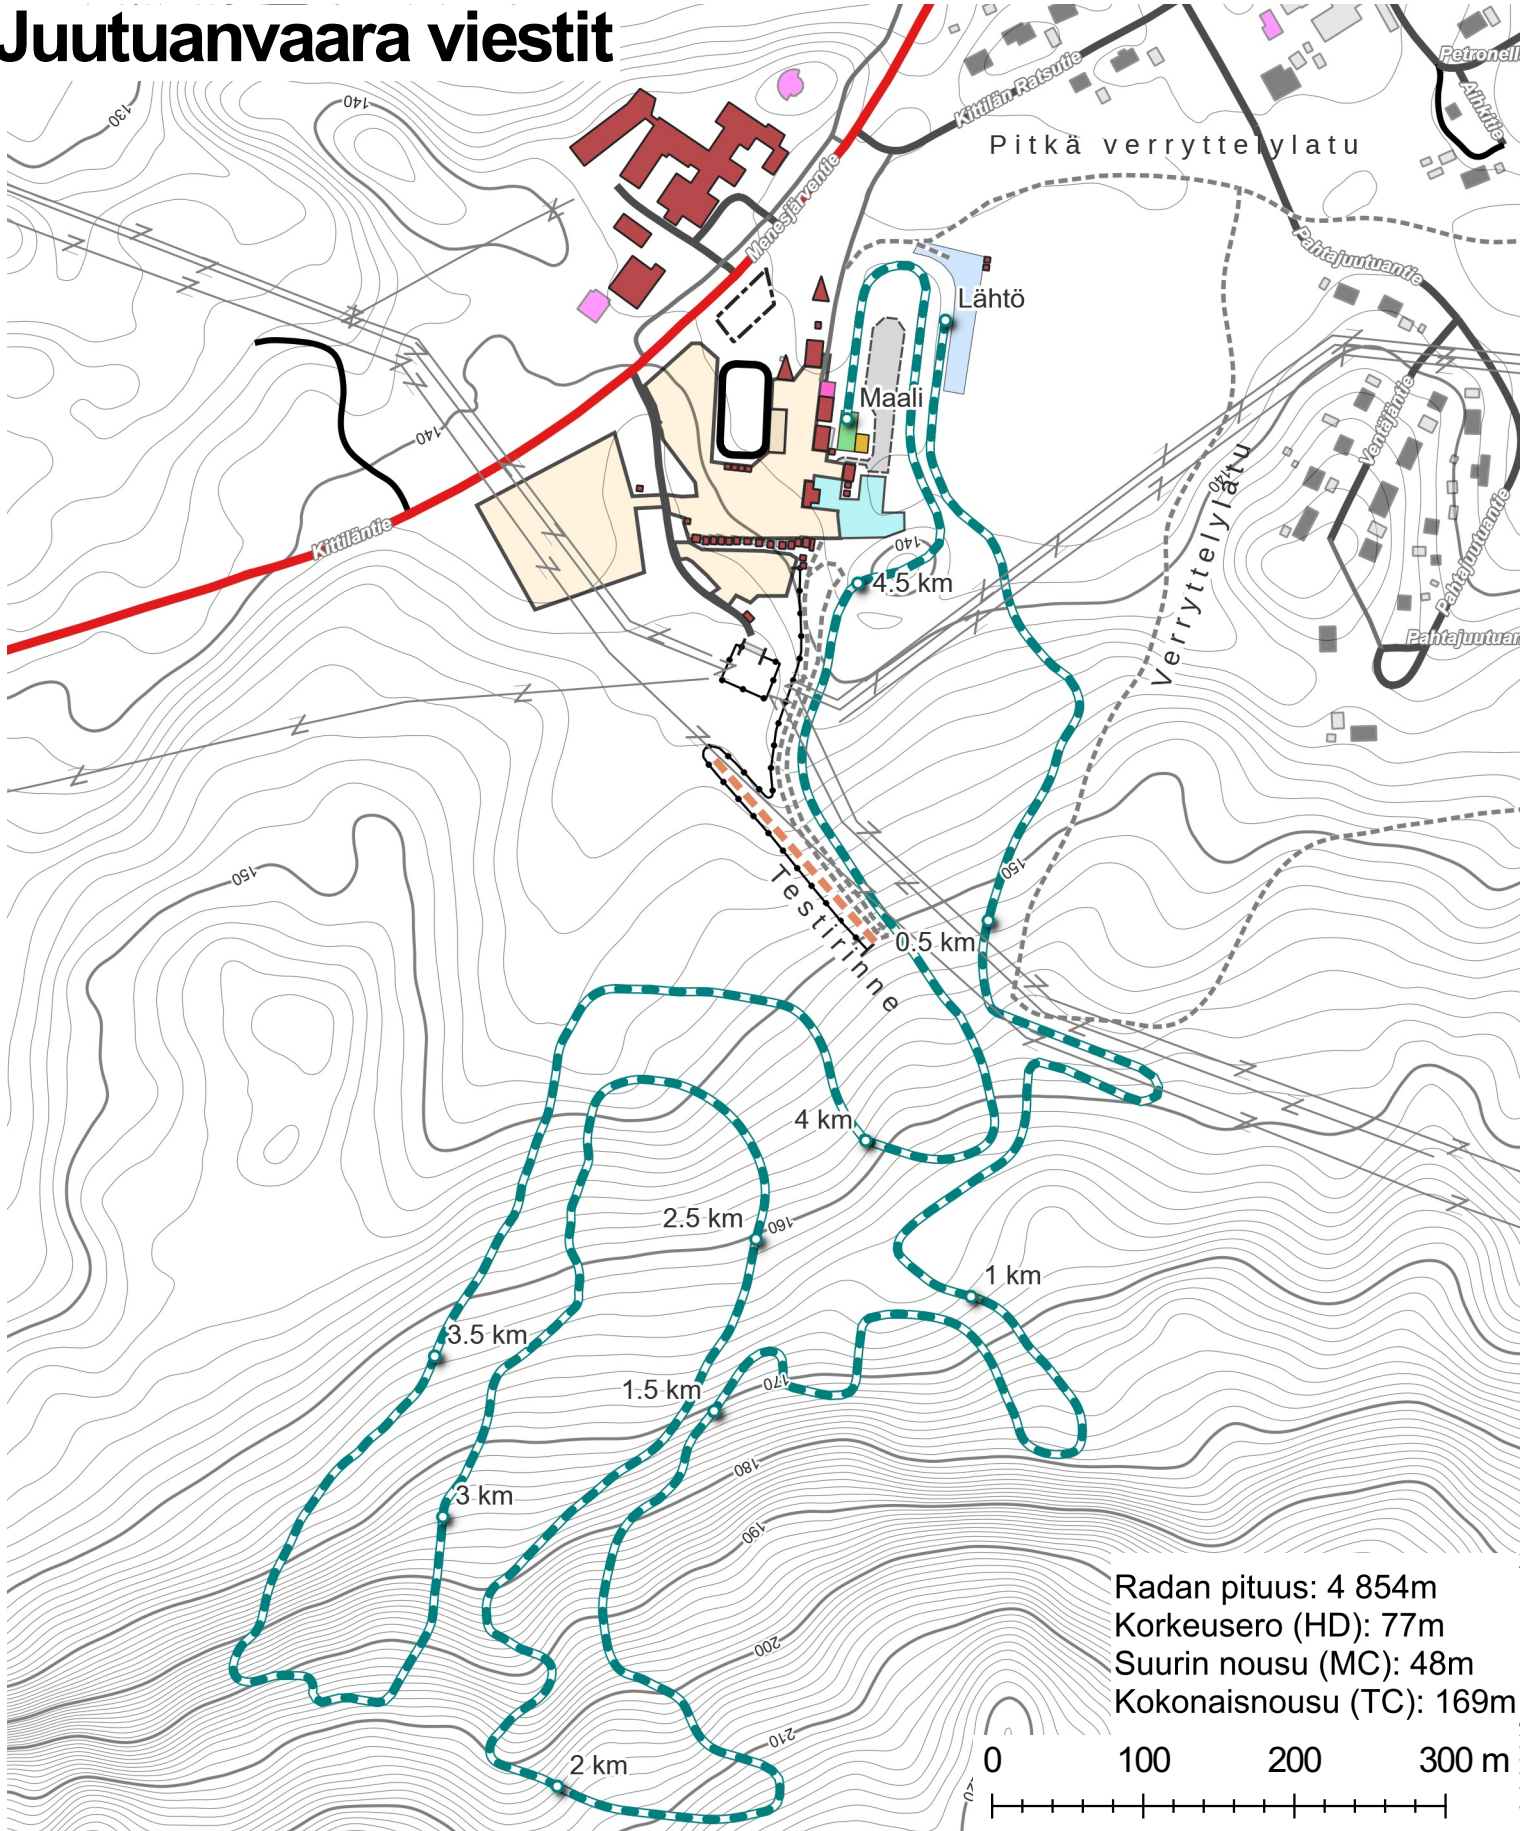 Juutuanvaara viestit
140
130
Petronell
Kittilän Ratsutie
Ainkitie
Pitkä verryttelylatu
Menesjärventie
Pahtajuutuantie
Lähtö
Maali
Ventäjäntie
140
140
Verryttelylatu
Kittiläntie
140
Pahtajuutuantie
4.5 km
Pahtajuutuan
150
150
Testirinne
0.5 km
4 km
2.5 km
160
1 km
3.5 km
1.5 km
170
180
3 km
190
Radan pituus: 4 854m
Korkeusero (HD): 77m
Suurin nousu (MC): 48m
Kokonaisnousu (TC): 169m
200
210
2 km
0 100 200 300 m